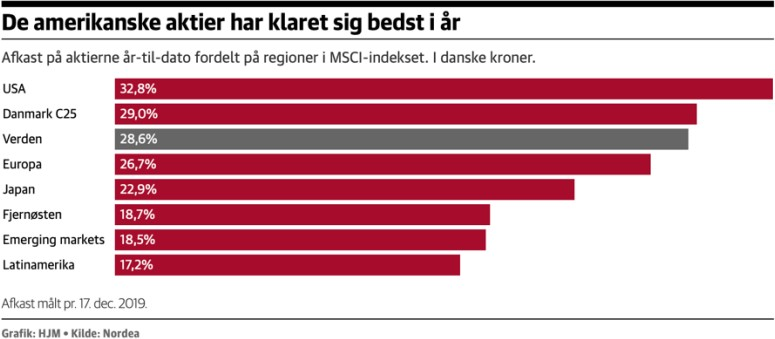 De amerikanske aktier har klaret sig bedst i år
Afkast på aktierne år-til-dato fordelt på regioner i MSCI-indekset. I danske kroner.
USA 32,8%
Danmark C25 29,0%
Verden 28,6%
Europa 26,7%
Japan 22,9%
Fjernøsten 18,7%
Emerging markets 18,5%
Latinamerika 17,2%
Afkast målt pr. 17. dec. 2019.
Grafik: HJM • Kilde: Nordea